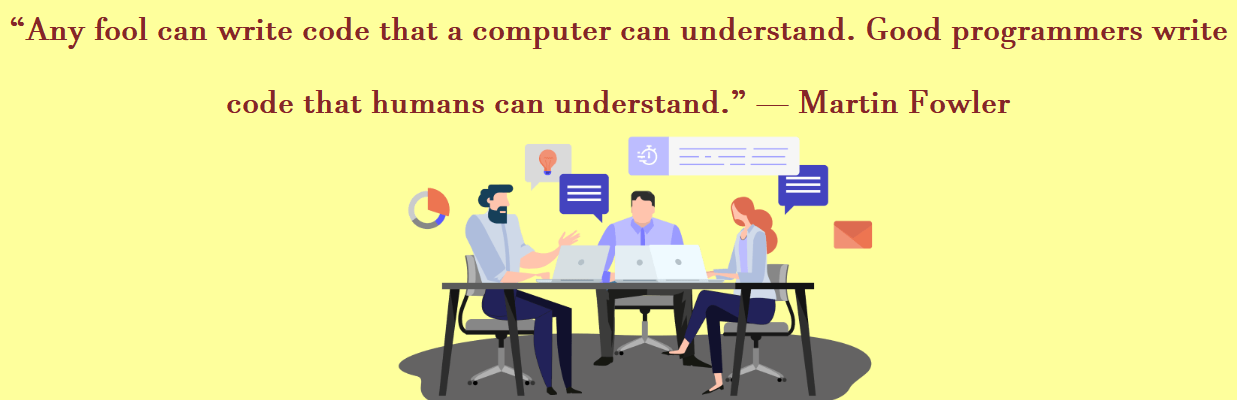 “Any fool can write code that a computer can understand. Good programmers write
code that humans can understand.” — Martin Fowler